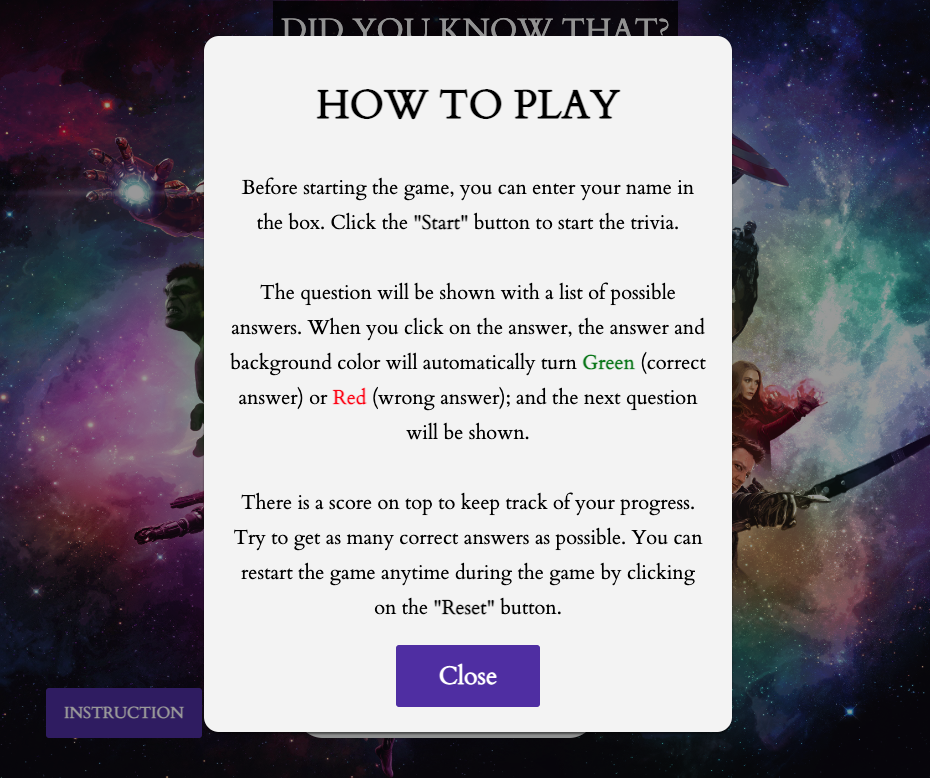 DID YOU KNOW THAT?
HOW TO PLAY
Before starting the game, you can enter your name in
the box. Click the "Start" button to start the trivia.
The question will be shown with a list of possible
answers. When you click on the answer, the answer and
background color will automatically turn Green (correct
answer) or Red (wrong answer); and the next question
will be shown.
There is a score on top to keep track of your progress.
Try to get as many correct answers as possible. You can
restart the game anytime during the game by clicking
on the "Reset" button.
Close
INSTRUCTION